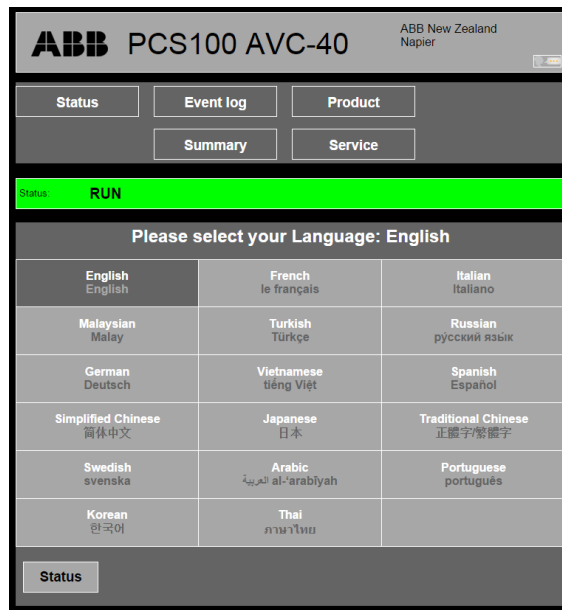 ABB PCS100 AVC-40
ABB New Zealand
Napier
Status Event log Product
Summary Service
Status: RUN
Please select your Language: English
English French Italian
English le français Italiano
Malaysian Turkish Russian
Malay Türkçe ру́сский язы́к
German Vietnamese Spanish
Deutsch tiếng Việt Español
Simplified Chinese Japanese Traditional Chinese
简体中文 日本 正體字/繁體字
Swedish Arabic Portuguese
svenska العربية al-‘arabīyah português
Korean Thai
한국어 ภาษาไทย
Status